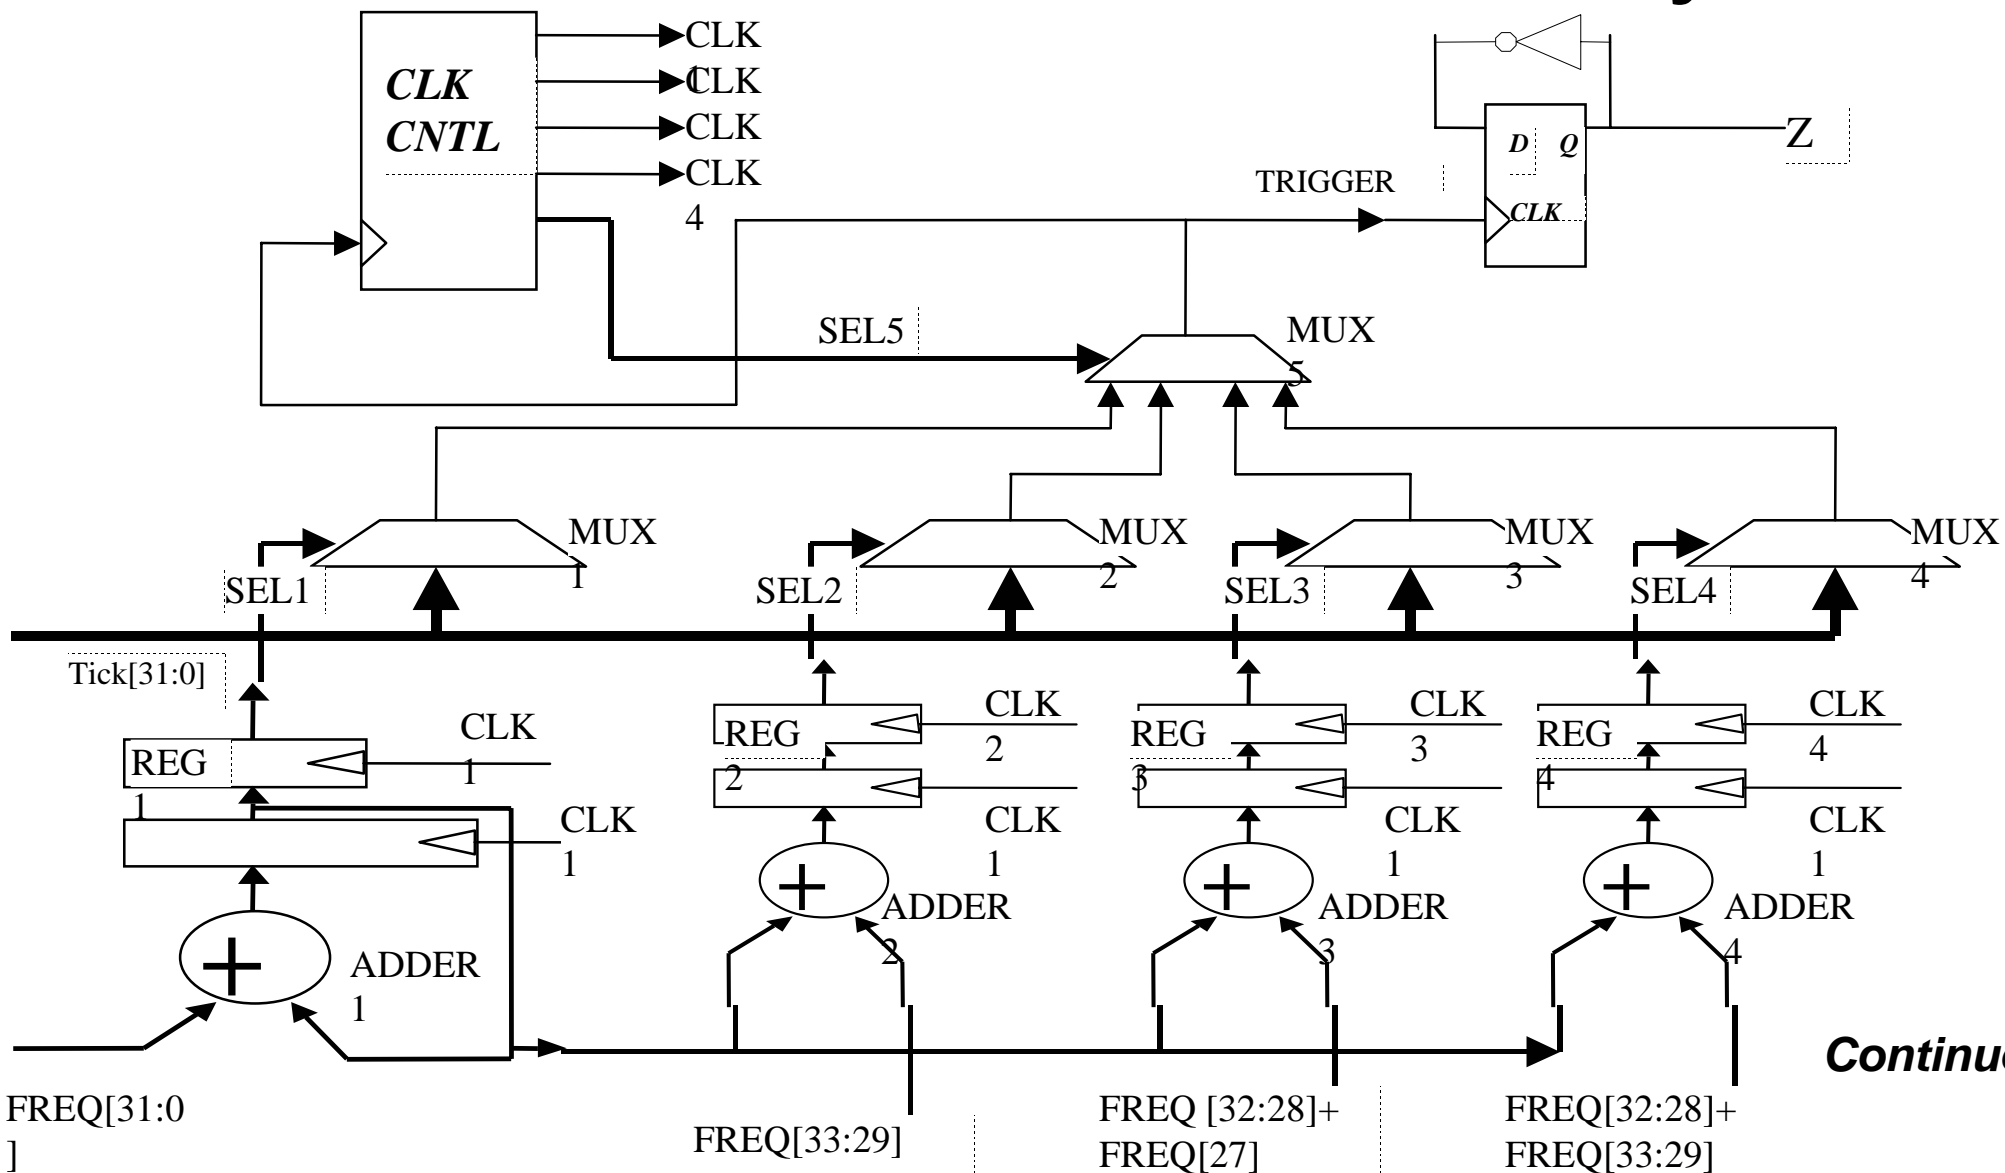 CLK
1
CLK
CLK
CLK
4
CLK
CNTL
D Q
CLK
Z
TRIGGER
SEL5
MUX
5
MUX
1
MUX
2
MUX
3
MUX
4
SEL1
SEL2
SEL3
SEL4
Tick[31:0]
REG
1
CLK
1
CLK
1
REG
2
CLK
2
CLK
1
REG
3
CLK
3
CLK
1
REG
4
CLK
4
CLK
1
ADDER
1
ADDER
2
ADDER
3
ADDER
4
FREQ[31:0
]
FREQ[33:29]
FREQ [32:28]+
FREQ[27]
FREQ[32:28]+
FREQ[33:29]